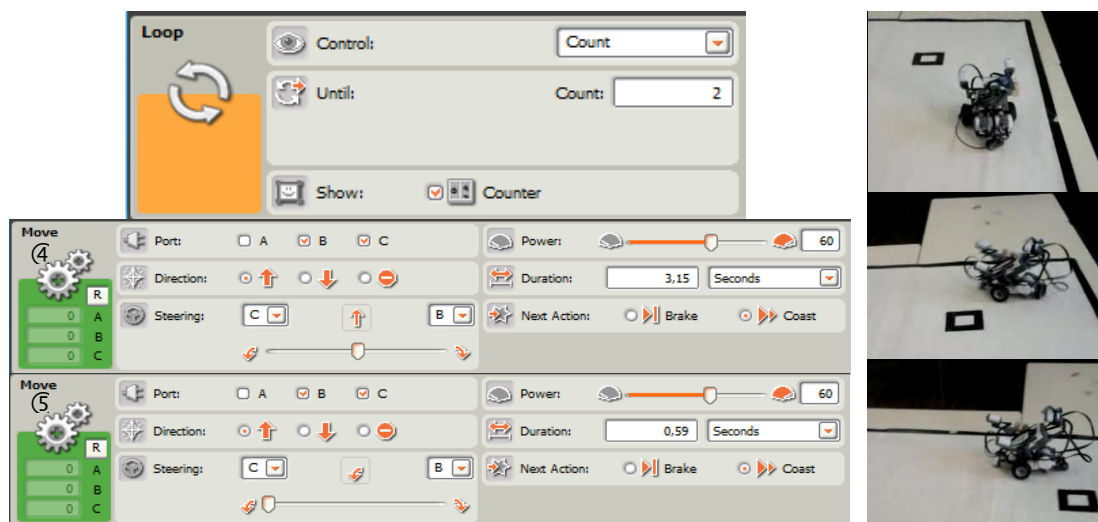 Loop
Control: Count
Until: Count: 2
Show: Counter
Move
④
Port: A B C Power: 60
Direction: Duration: 3,15 Seconds
R
Steering: C B Next Action: Brake Coast
0 A
0 B
0 C
Move
⑤
Port: A B C Power: 60
Direction: Duration: 0,59 Seconds
R
Steering: C B Next Action: Brake Coast
0 A
0 B
0 C